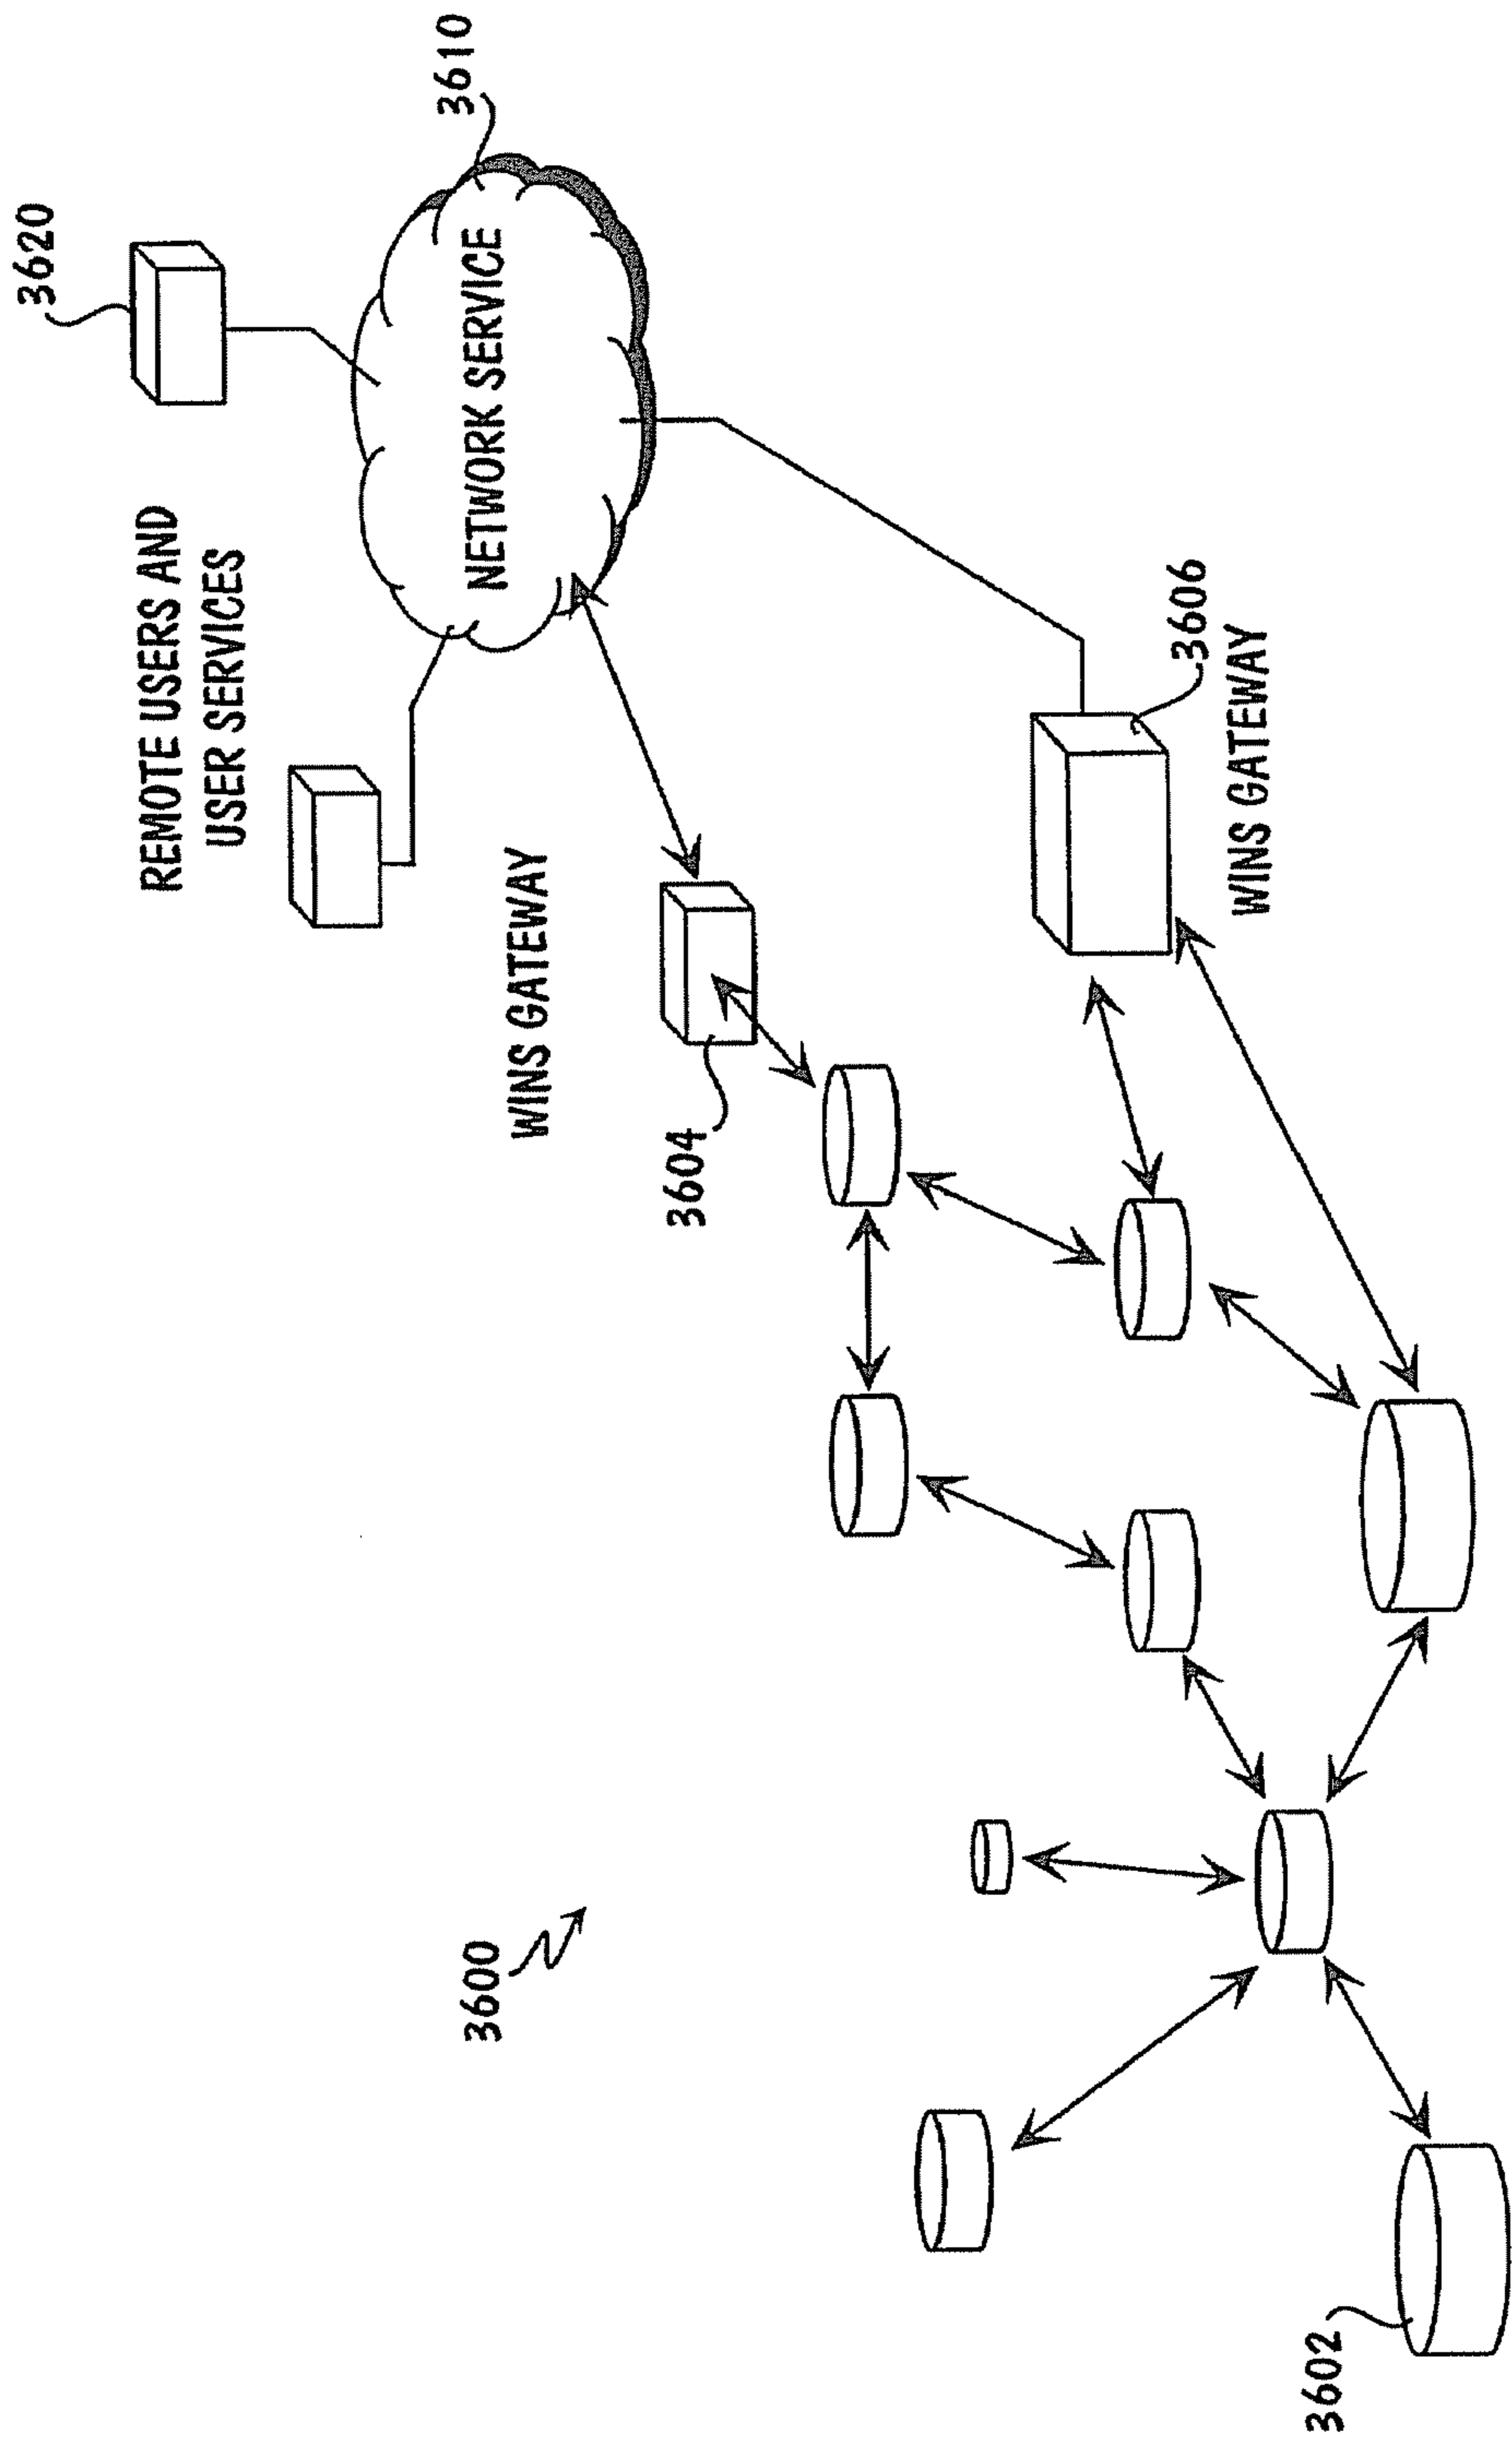 3620
REMOTE USERS AND
USER SERVICES
3610
NETWORK SERVICE
WINS GATEWAY
3600
3604
3606
WINS GATEWAY
3602